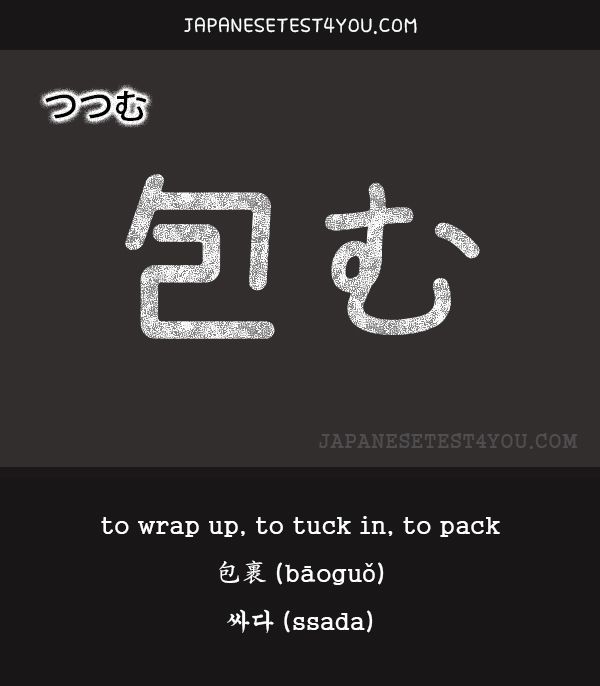 JAPANESETEST4YOU.COM
つつむ
包む
JAPANESETEST4YOU.COM
to wrap up, to tuck in, to pack
包裹 (bāoguǒ)
싸다 (ssada)